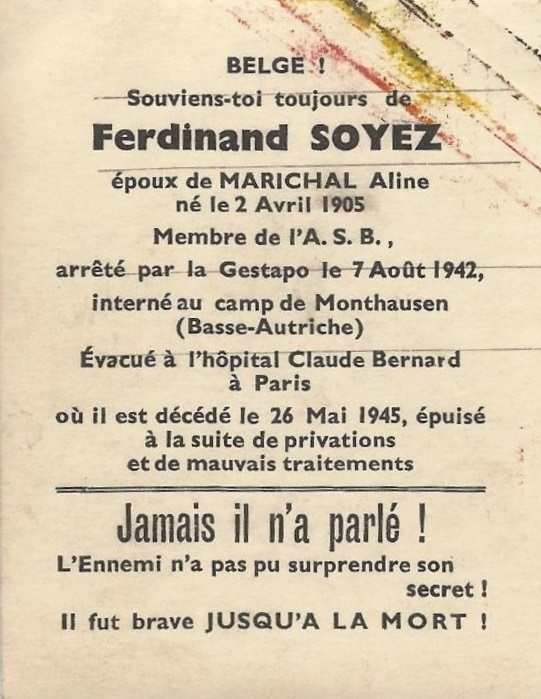 BELGE !
Souviens-toi toujours de
Ferdinand SOYEZ
époux de MARICHAL Aline
né le 2 Avril 1905
Membre de l'A. S. B.,
arrêté par la Gestapo le 7 Août 1942,
interné au camp de Monthausen
(Basse-Autriche)
Évacué à l'hôpital Claude Bernard
à Paris
où il est décédé le 26 Mai 1945, épuisé
à la suite de privations
et de mauvais traitements
Jamais il n'a parlé !
L'Ennemi n'a pas pu surprendre son
secret !
Il fut brave JUSQU'A LA MORT !